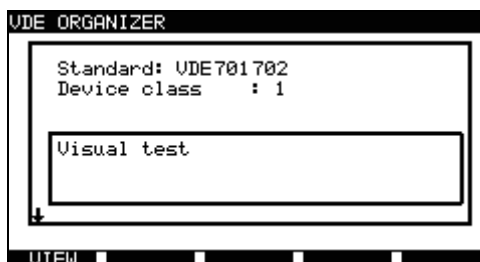 VDE ORGANIZER
Standard: VDE701702
Device class : 1
Visual test
VIEW